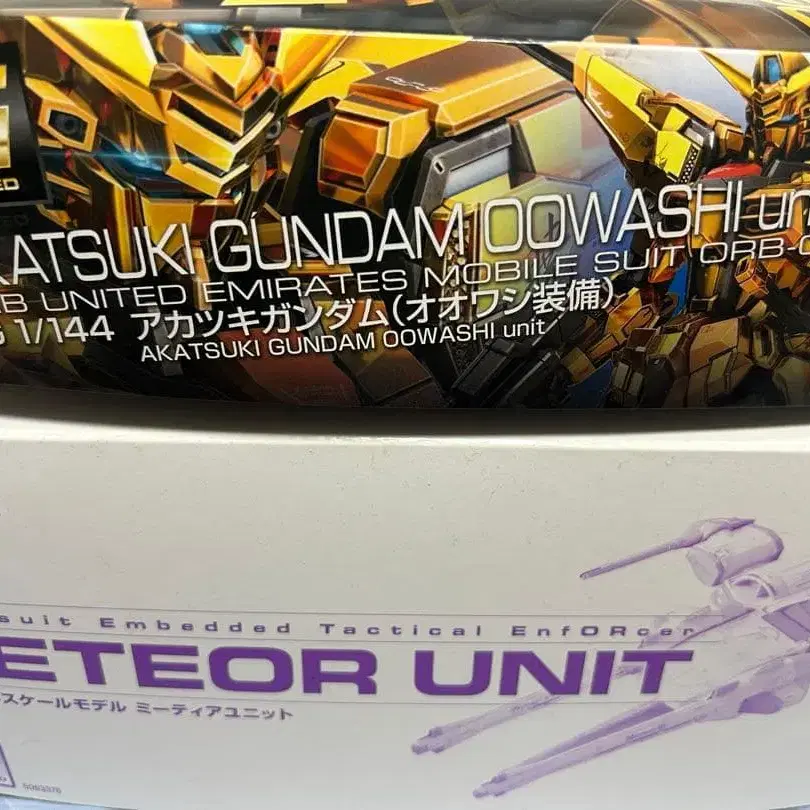 KATSUKI GUNDAM OOWASHI un
B UNITED EMIRATES MOBILE SUIT ORB-0
1/144 アカツキガンダム(オオワシ装備)
AKATSUKI GUNDAM OOWASHI unit
suit Embedded Tactical EnfORcer
ETEOR UNIT
スケールモデル ミーティアユニット